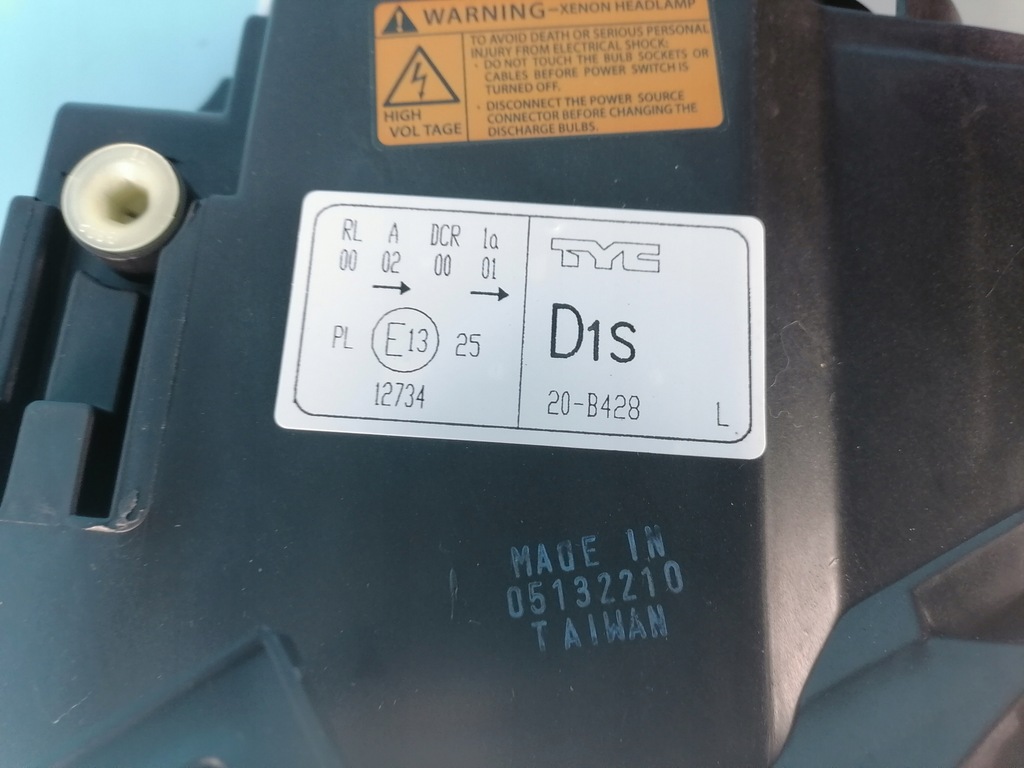 WARNING-XENON HEADLAMP
TO AVOID DEATH OR SERIOUS PERSONAL
INJURY FROM ELECTRICAL SHOCK:
· DO NOT TOUCH THE BULB SOCKETS OR
CABLES BEFORE POWER SWITCH IS
TURNED OFF.
· DISCONNECT THE POWER SOURCE
CONNECTOR BEFORE CHANGING THE
DISCHARGE BULBS.
HIGH
VOLTAGE
RL A DCR 1a
00 02 00 01
→ →
PL E13 25
12734
TYC
D1S
20-B428 L
MADE IN
05132210
TAIWAN